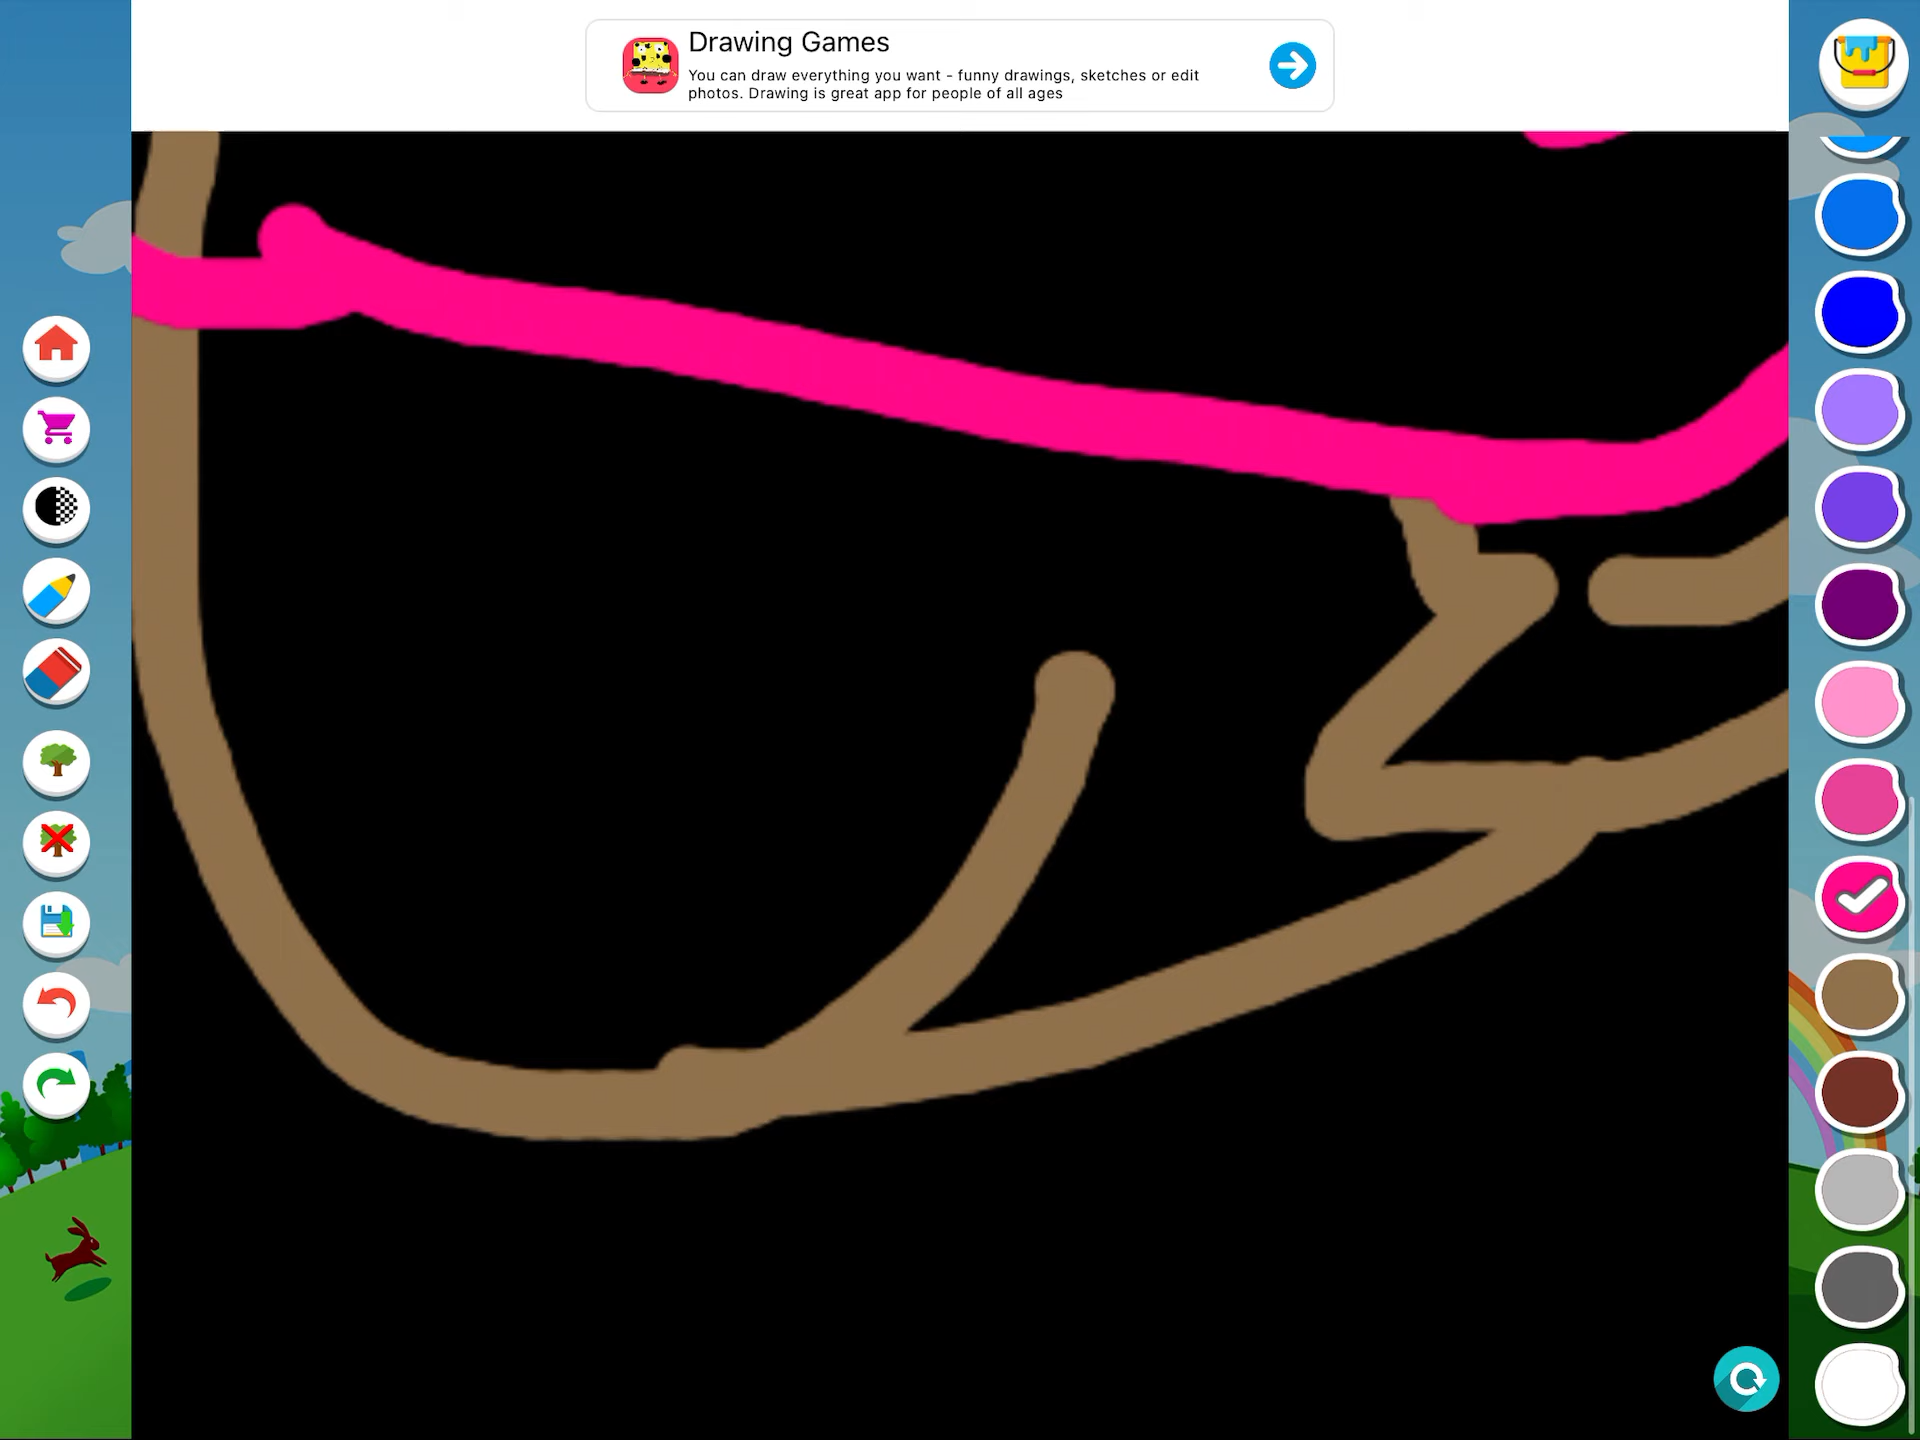 Drawing Games
You can draw everything you want - funny drawings, sketches or edit
photos. Drawing is great app for people of all ages